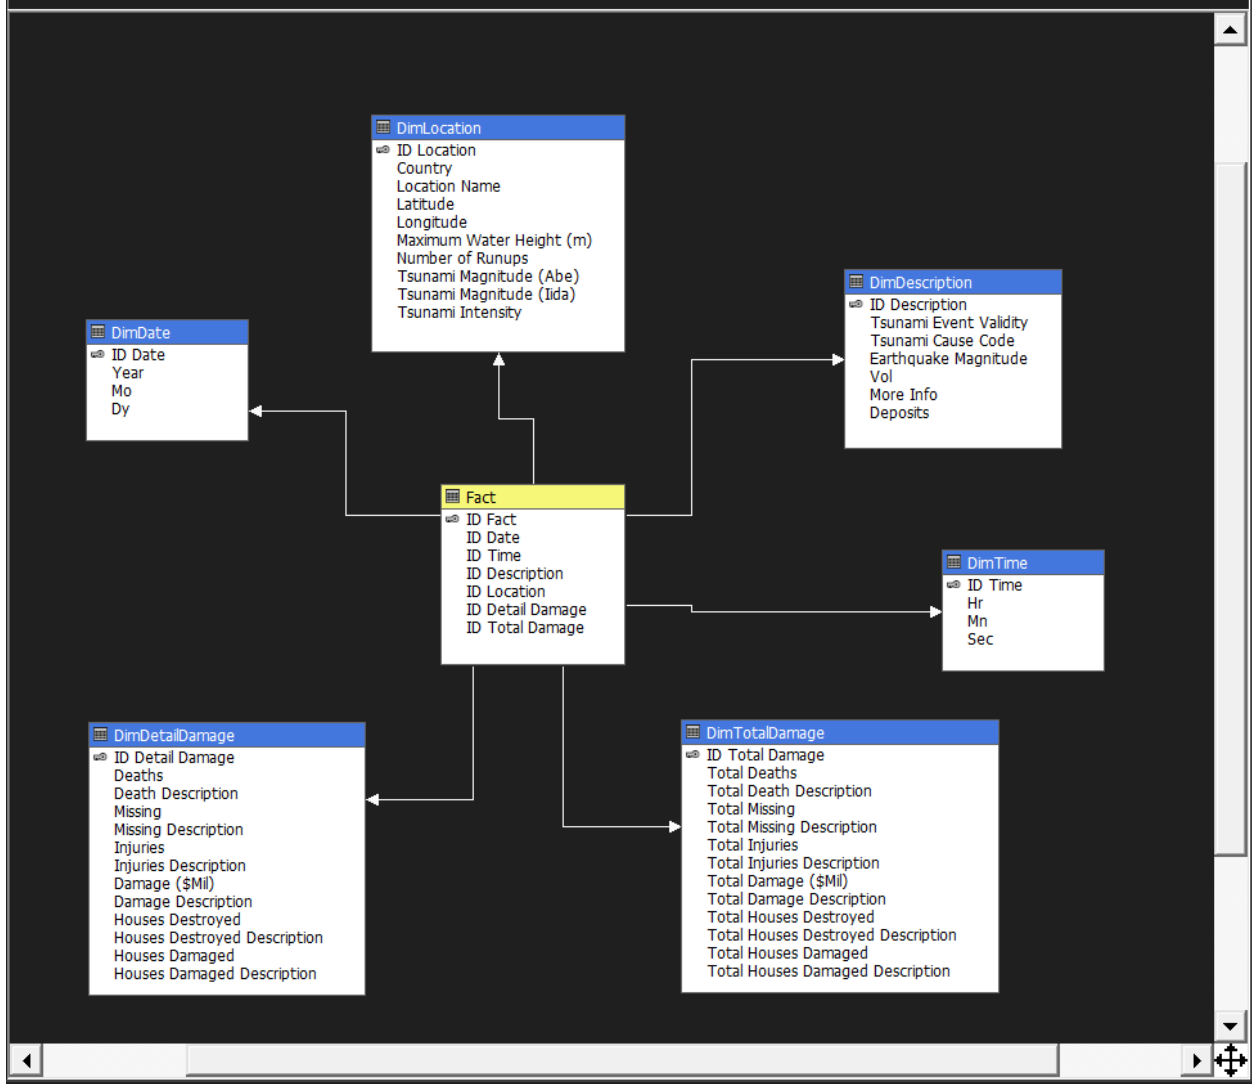 DimLocation
ID Location
Country
Location Name
Latitude
Longitude
Maximum Water Height (m)
Number of Runups
Tsunami Magnitude (Abe)
Tsunami Magnitude (Iida)
Tsunami Intensity
DimDescription
ID Description
Tsunami Event Validity
Tsunami Cause Code
Earthquake Magnitude
Vol
More Info
Deposits
DimDate
ID Date
Year
Mo
Dy
Fact
ID Fact
ID Date
ID Time
ID Description
ID Location
ID Detail Damage
ID Total Damage
DimTime
ID Time
Hr
Mn
Sec
DimDetailDamage
ID Detail Damage
Deaths
Death Description
Missing
Missing Description
Injuries
Injuries Description
Damage ($Mil)
Damage Description
Houses Destroyed
Houses Destroyed Description
Houses Damaged
Houses Damaged Description
DimTotalDamage
ID Total Damage
Total Deaths
Total Death Description
Total Missing
Total Missing Description
Total Injuries
Total Injuries Description
Total Damage ($Mil)
Total Damage Description
Total Houses Destroyed
Total Houses Destroyed Description
Total Houses Damaged
Total Houses Damaged Description